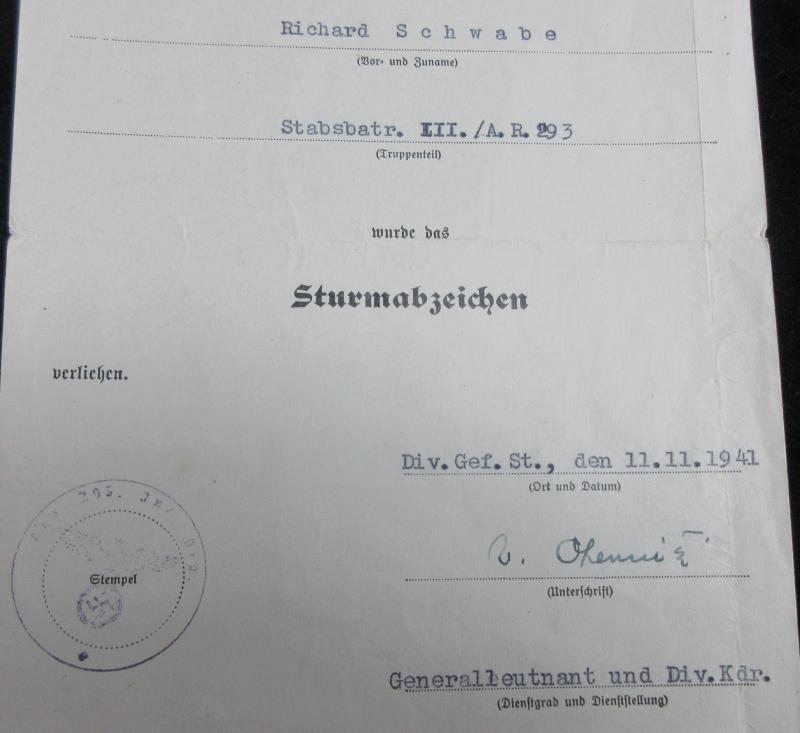 Richard Schwabe
(Vor- und Zuname)
Stabsbatr. III./A.R.293
(Truppenteil)
wurde das
Sturmabzeichen
verliehen.
Div.Gef.St., den 11.11.1941
(Ort und Datum)
v.
(Unterschrift)
Stempel
Generalleutnant und Div.Kdr.
(Dienstgrad und Dienststellung)